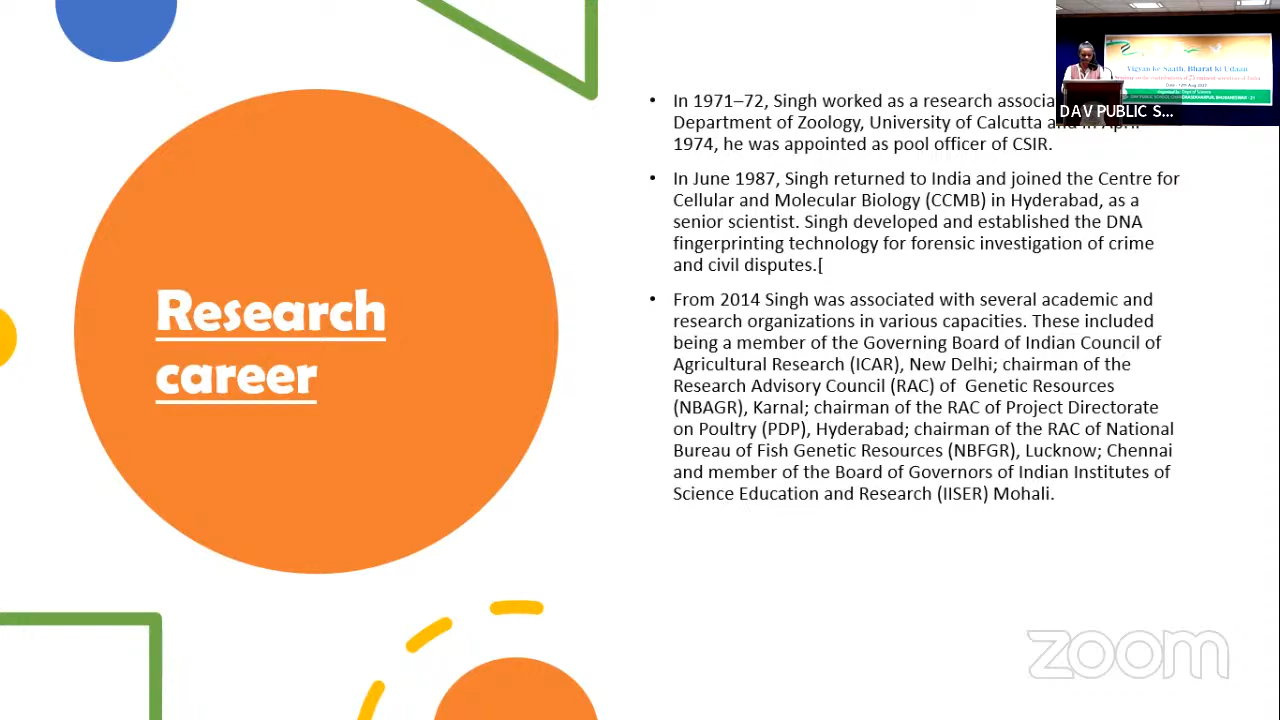 Research
career
• In 1971–72, Singh worked as a research associa
Department of Zoology, University of Calcutta and in April
1974, he was appointed as pool officer of CSIR.
• In June 1987, Singh returned to India and joined the Centre for
Cellular and Molecular Biology (CCMB) in Hyderabad, as a
senior scientist. Singh developed and established the DNA
fingerprinting technology for forensic investigation of crime
and civil disputes.[
• From 2014 Singh was associated with several academic and
research organizations in various capacities. These included
being a member of the Governing Board of Indian Council of
Agricultural Research (ICAR), New Delhi; chairman of the
Research Advisory Council (RAC) of  Genetic Resources
(NBAGR), Karnal; chairman of the RAC of Project Directorate
on Poultry (PDP), Hyderabad; chairman of the RAC of National
Bureau of Fish Genetic Resources (NBFGR), Lucknow; Chennai
and member of the Board of Governors of Indian Institutes of
Science Education and Research (IISER) Mohali.
Vigyan ke Saath, Bharat ki Udaan
DAV PUBLIC S...
zoom